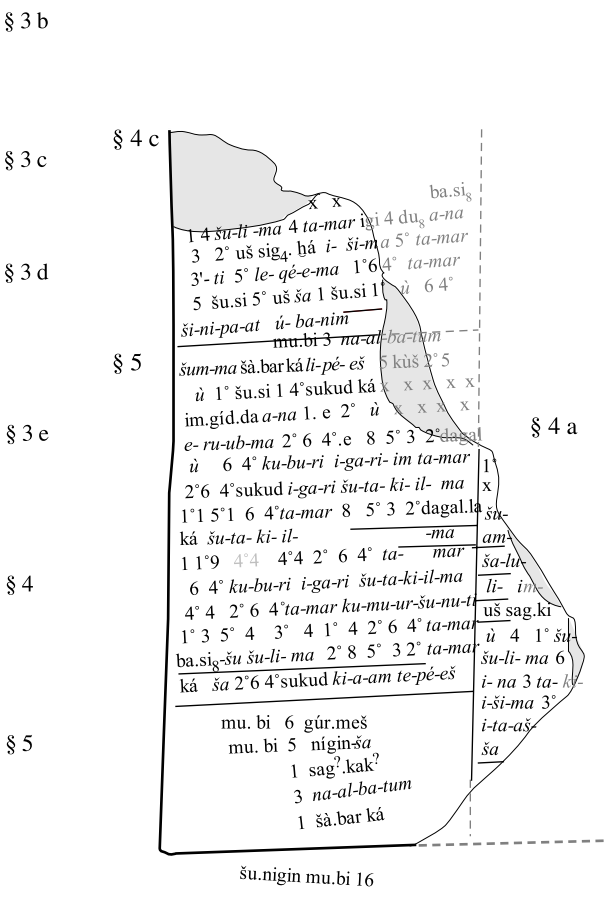 § 3 b
§ 3 c
§ 3 d
§ 3 e
§ 4
§ 5
§ 4 c
x x ba.si₈
1 4 šu-li -ma 4 ta-mar igi 4 du₈ a-na
3 2° uš sig₄. ḫá i- ši-ma 5° ta-mar
3'- ti 5° le- qé-e-ma 1°6 4° ta-mar
5 šu.si 5° uš ša 1 šu.si 1° ù 6 4°
ši-ni-pa-at ú- ba-nim
mu.bi 3 na-al-ba-tum
§ 5
šum-ma šà.bar ká li-pé- eš 5 kùš 2° 5
ù 1° šu.si 1 4°sukud ká x x x x x
im.gíd.da a-na 1. e 2° ù x x x x
e- ru-ub-ma 2° 6 4°.e 8 5° 3 2°dagal
ù 6 4° ku-bu-ri i-ga-ri- im ta-mar
2°6 4°sukud i-ga-ri šu-ta- ki- il- ma
1°1 5°1 6 4°ta-mar 8 5° 3 2°dagal.la
ká šu-ta- ki- il- -ma
1 1°9 4°4 4°4 2° 6 4° ta- mar
6 4° ku-bu-ri i-ga-ri šu-ta-ki-il-ma
4° 4 2° 6 4°ta-mar ku-mu-ur-šu-nu-ti
1° 3 5° 4 3° 4 1° 4 2° 6 4° ta-mar
ba.si₈-šu šu-li- ma 2° 8 5° 3 2° ta-mar
ká ša 2°6 4°sukud ki-a-am te-pé-eš
mu. bi 6 gúr.meš
mu. bi 5 nígin-ša
1 sag?.kak?
3 na-al-ba-tum
1 šà.bar ká
šu.nigin mu.bi 16
§ 4 a
1°
x
šu-
am-
ša-lu-
li- im-
uš sag.ki
ù 4 1° šu-
šu-li- ma 6
i- na 3 ta- ki-
i-ši-ma 3°
i-ta-aš-
ša